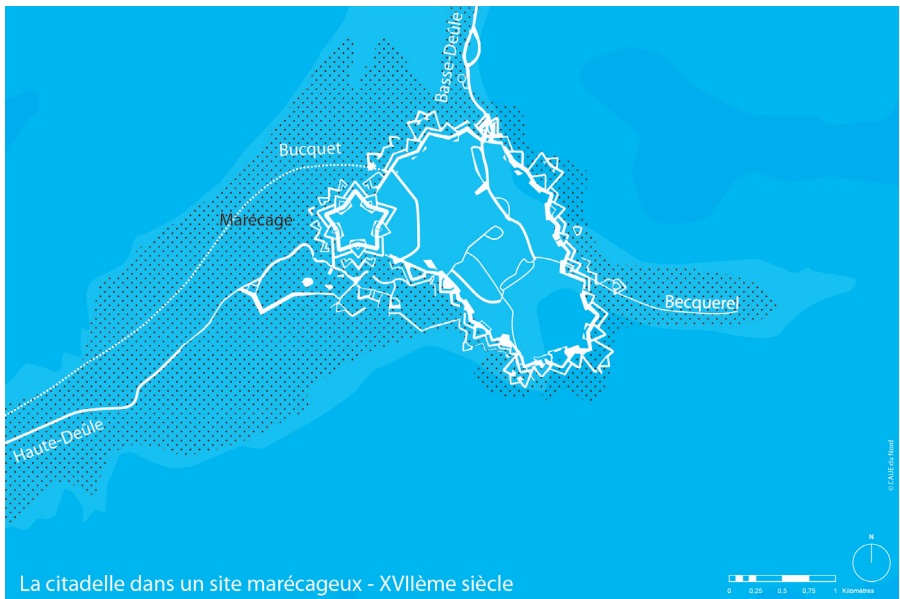 Basse-Deûle
Bucquet
Marécage
Becquerel
Haute-Deûle
© CAUE du Nord
N
La citadelle dans un site marécageux - XVIIème siècle
0 0,25 0,5 0,75 1 Kilomètres